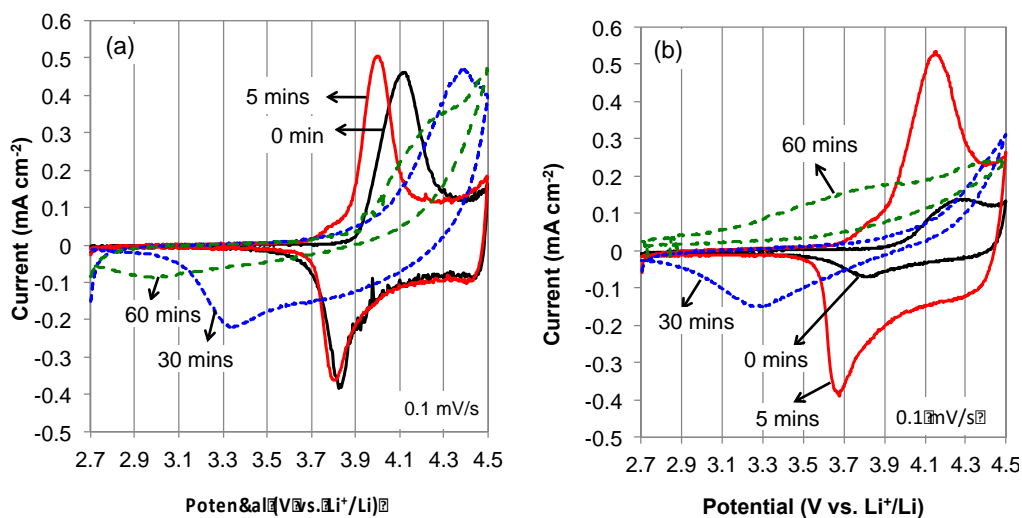 (a)
Current (mA cm-2)
0.6
0.5
0.4
0.3
0.2
0.1
0
-0.1
-0.2
-0.3
-0.4
-0.5
5 mins
0 min
60 mins
30 mins
0.1 mV/s
2.7 2.9 3.1 3.3 3.5 3.7 3.9 4.1 4.3 4.5
Poten&al (V vs. Li+/Li)
(b)
Current (mA cm-2)
0.6
0.5
0.4
0.3
0.2
0.1
0
-0.1
-0.2
-0.3
-0.4
-0.5
60 mins
30 mins
0 mins
5 mins
0.1 mV/s
2.7 2.9 3.1 3.3 3.5 3.7 3.9 4.1 4.3 4.5
Potential (V vs. Li+/Li)